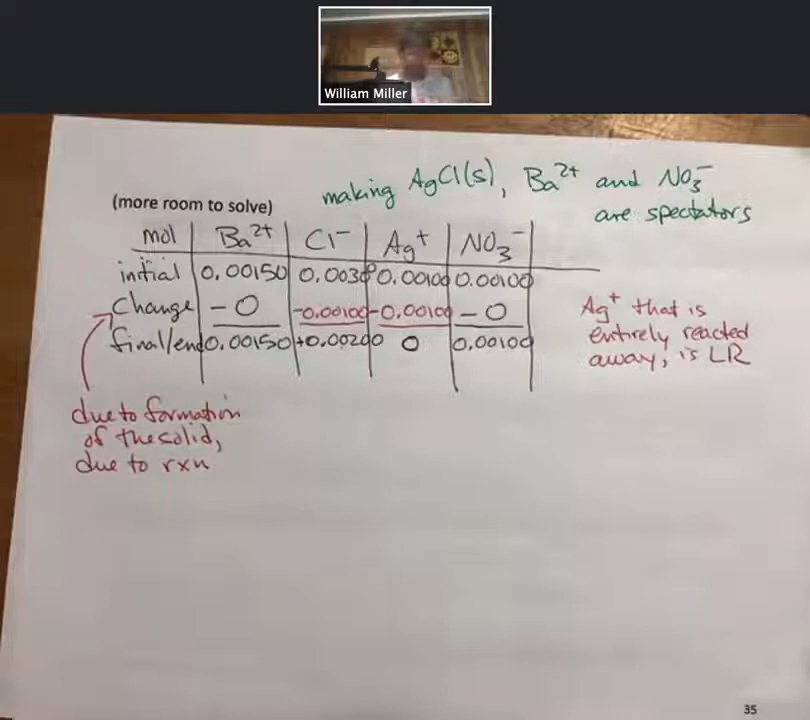 William Miller
making AgCl(s), Ba²⁺ and NO₃⁻
are spectators
(more room to solve)
mol Ba²⁺ Cl⁻ Ag⁺ NO₃⁻
initial 0.00150 0.00300 0.00100 0.00100
Change - 0 -0.00100 -0.00100 - 0
final/end 0.00150 +0.00200 0 0.00100
Ag⁺ that is
entirely reacted
away, is LR
due to formation
of the solid,
due to rxn
35